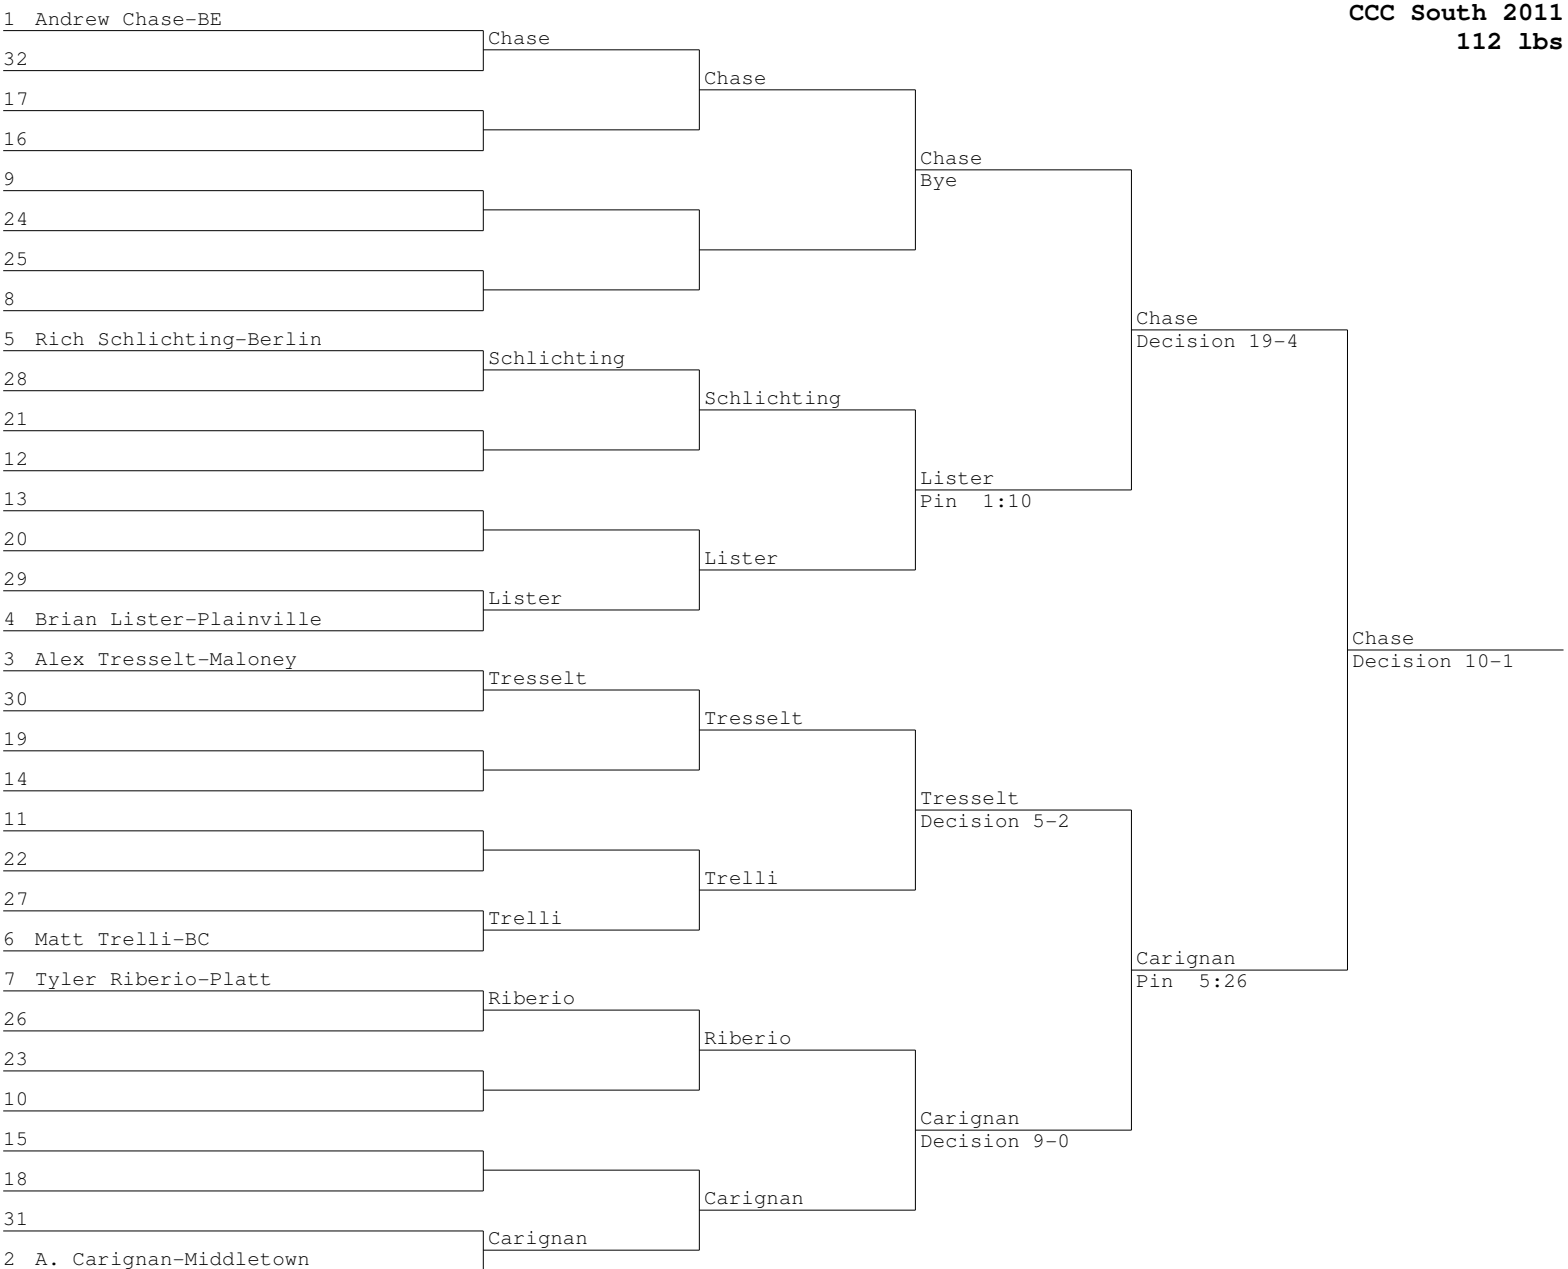 CCC South 2011
112 lbs
1 Andrew Chase-BE
Chase
32
Chase
17
16
Chase
9
Bye
24
25
8
Chase
5 Rich Schlichting-Berlin
Decision 19-4
Schlichting
28
Schlichting
21
12
Lister
13
Pin 1:10
20
Lister
29
Lister
4 Brian Lister-Plainville
Chase
3 Alex Tresselt-Maloney
Decision 10-1
Tresselt
30
Tresselt
19
14
Tresselt
11
Decision 5-2
22
Trelli
27
Trelli
6 Matt Trelli-BC
Carignan
7 Tyler Riberio-Platt
Pin 5:26
Riberio
26
Riberio
23
10
Carignan
15
Decision 9-0
18
Carignan
31
Carignan
2 A. Carignan-Middletown